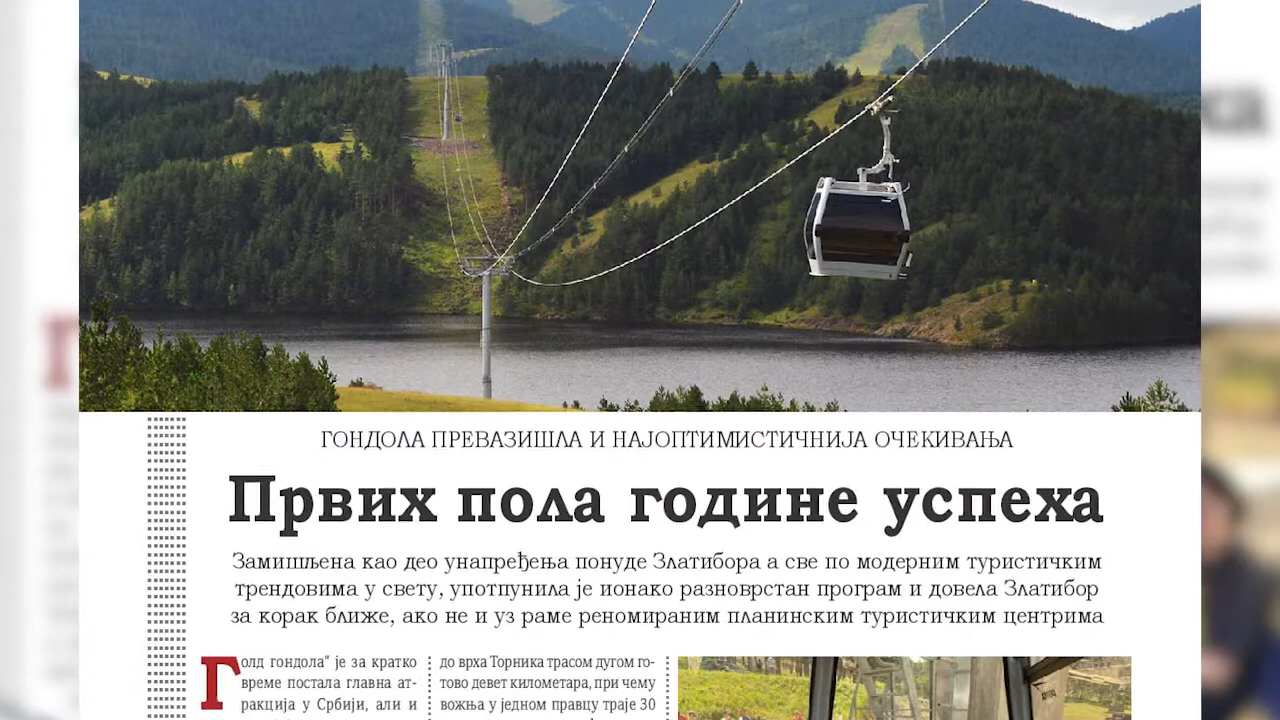 ГОНДОЛА ПРЕВАЗИШЛА И НАЈОПТИМИСТИЧНИЈА ОЧЕКИВАЊА
Првих пола године успеха
Замишљена као део унапређења понуде Златибора а све по модерним туристичким
трендовима у свету, употпунила је ионако разноврстан програм и довела Златибор
за корак ближе, ако не и уз раме реномираним планинским туристичким центрима
Голд гондола“ је за кратко
време постала главна ат-
ракција у Србији, али и
до врха Торника трасом дугом го-
тово девет километара, при чему
вожња у једном правцу траје 30